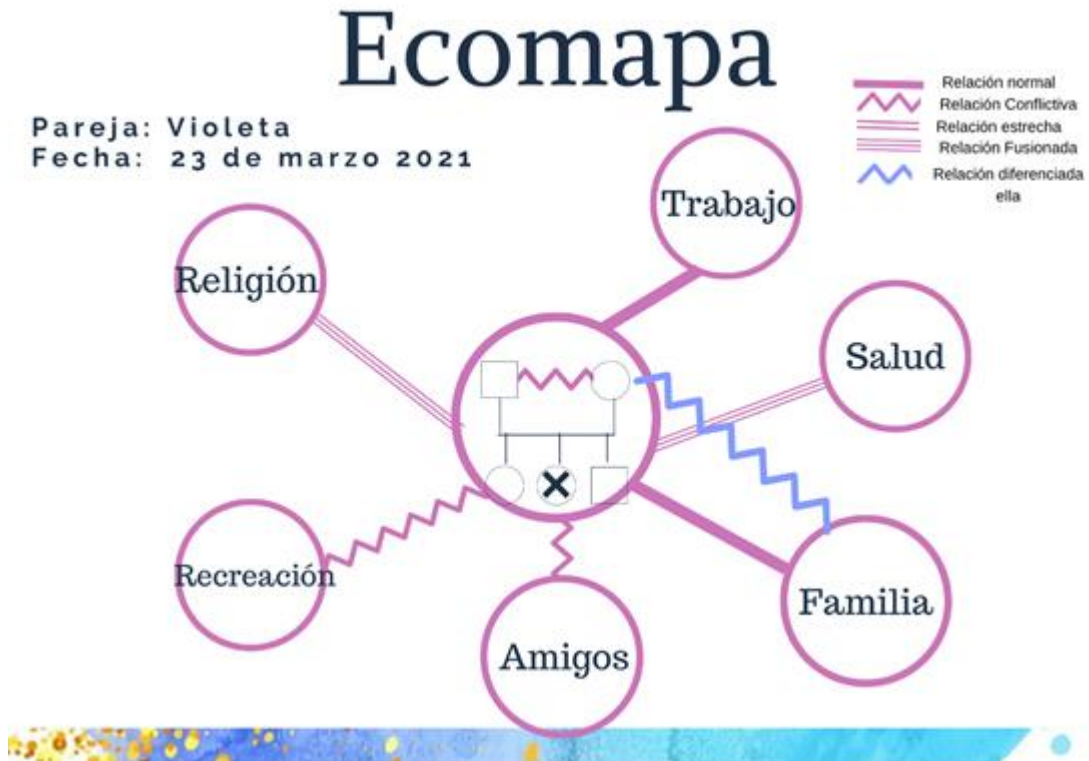 Ecomapa
Pareja: Violeta
Fecha: 23 de marzo 2021
Relación normal
Relación Conflictiva
Relación estrecha
Relación Fusionada
Relación diferenciada
ella
Trabajo
Religión
Salud
Recreación
Familia
Amigos